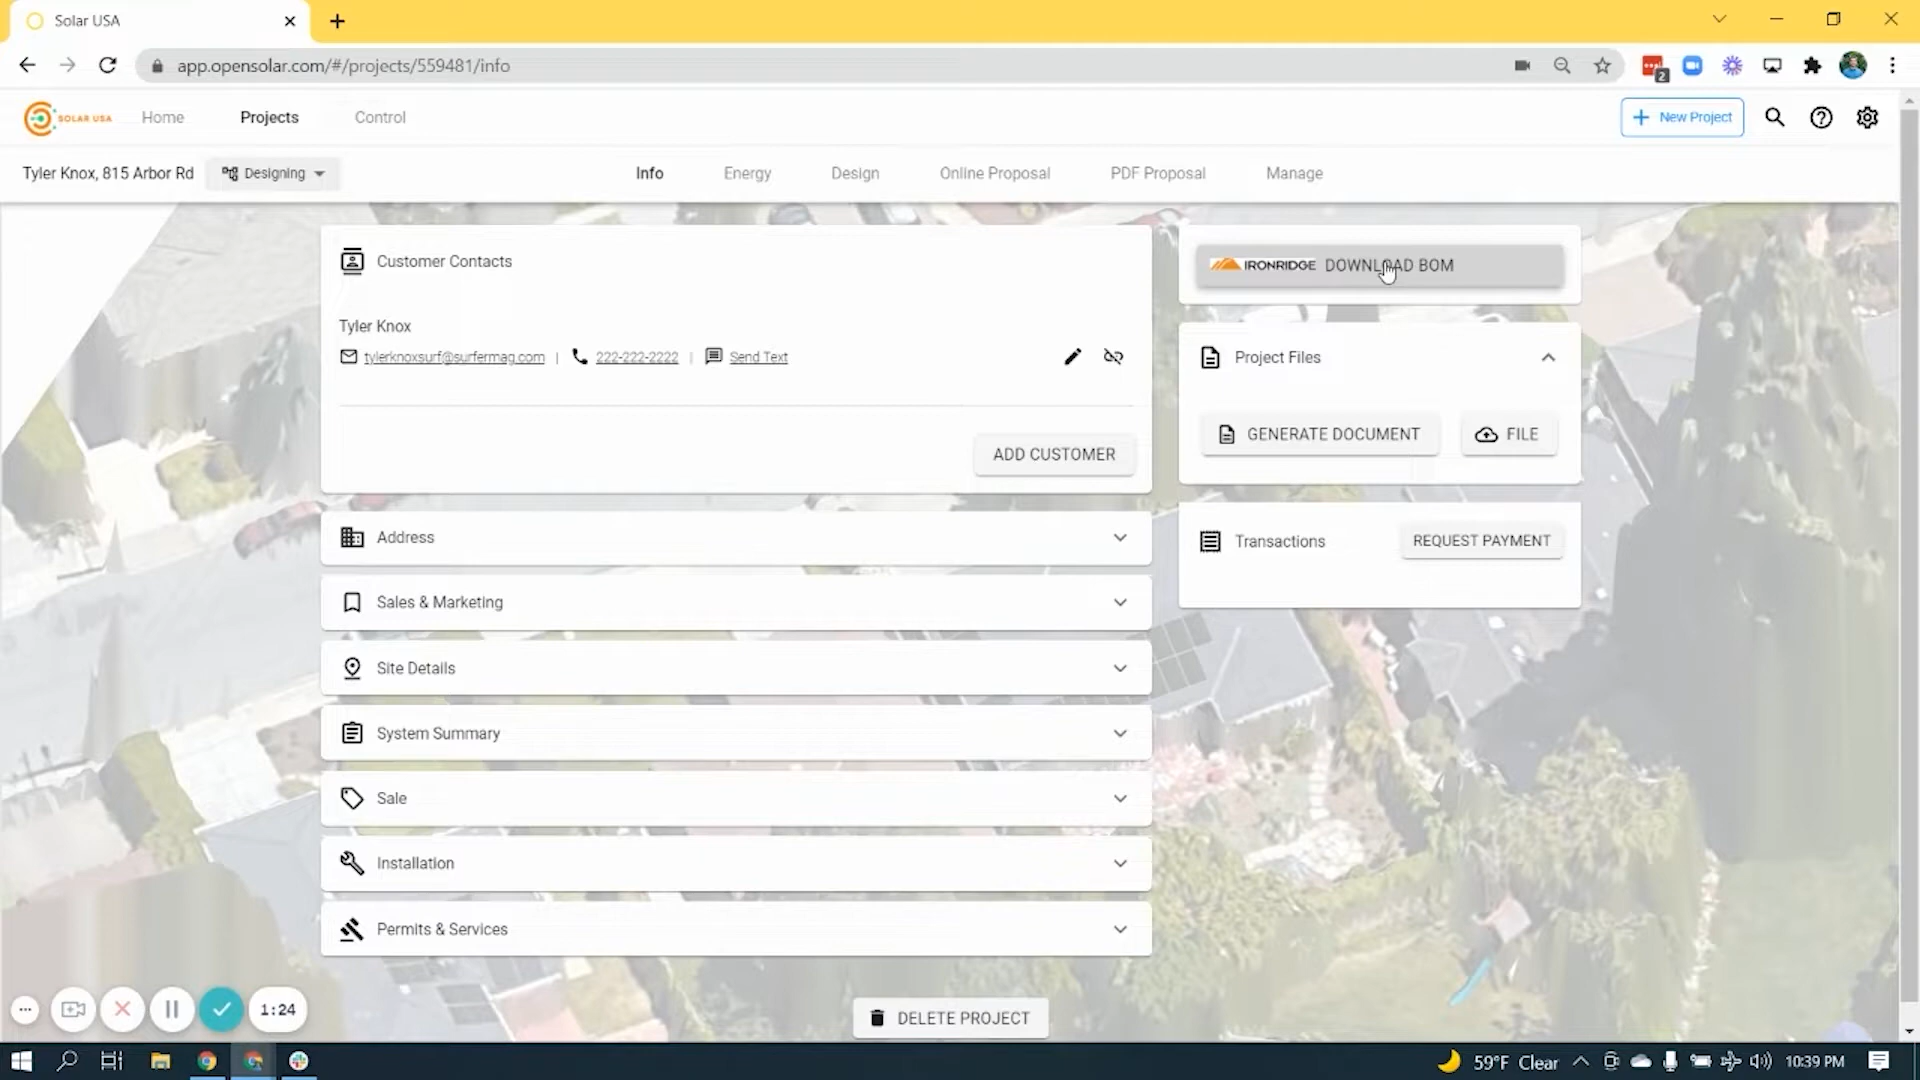 Solar USA
app.opensolar.com/#/projects/559481/info
2
SOLAR USA
Home
Projects
Control
New Project
Tyler Knox, 815 Arbor Rd
Designing
Info
Energy
Design
Online Proposal
PDF Proposal
Manage
Customer Contacts
Tyler Knox
tylerknoxsurf@surfermag.com | 222-222-2222 | Send Text
ADD CUSTOMER
Address
Sales & Marketing
Site Details
System Summary
Sale
Installation
Permits & Services
IRONRIDGE DOWNLOAD BOM
Project Files
GENERATE DOCUMENT
FILE
Transactions
REQUEST PAYMENT
DELETE PROJECT
1:24
59°F Clear
10:39 PM